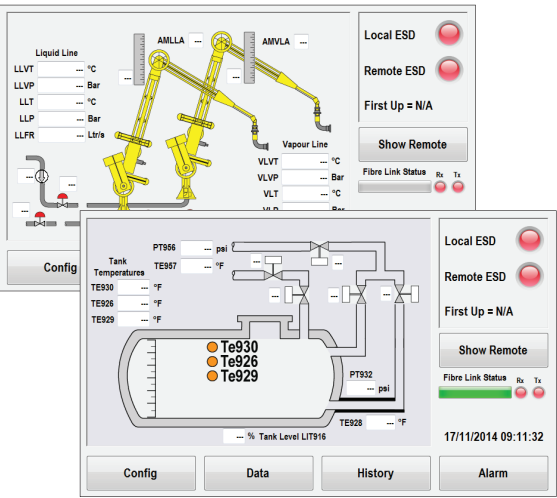 AMLLA --- AMVLA ---
Local ESD
Liquid Line
LLVT --- °C
---
---
Remote ESD
LLVP --- Bar
LLT --- °C
First Up = N/A
LLP --- Bar
LLFR --- Ltr/s
Show Remote
Vapour Line
VLVT --- °C
Fibre Link Status Rx Tx
VLVP --- Bar
---
---
VLT --- °C
---
Config
PT956 --- psi
Local ESD
TE957 --- °F
---
---
Tank
Temperatures
Remote ESD
TE930 --- °F
---
---
---
TE926 --- °F
First Up = N/A
TE929 --- °F
Te930
Te926
Te929
Show Remote
PT932
--- psi
Fibre Link Status Rx Tx
TE928 --- °F
--- % Tank Level LIT916
17/11/2014 09:11:32
Config
Data
History
Alarm